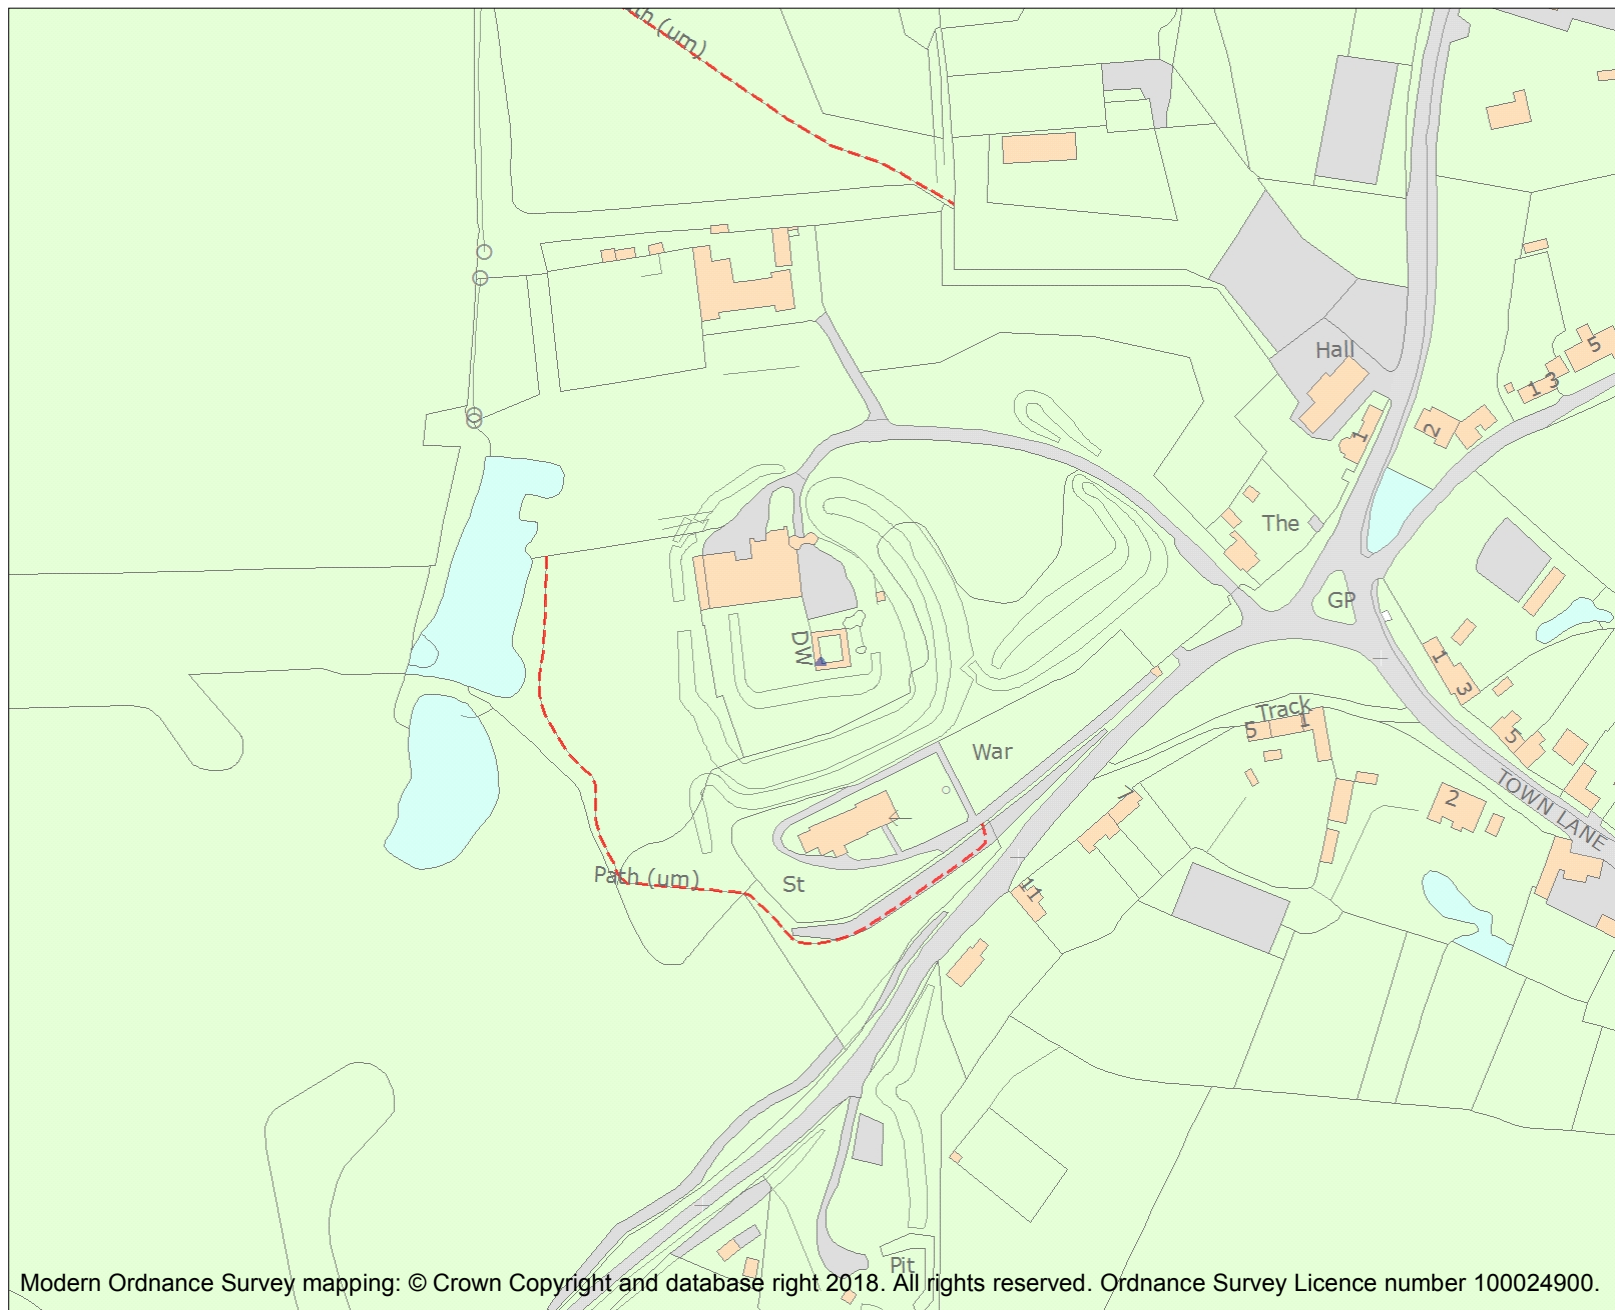 th (um)
Hall
5
1 3
2
1
The
GP
DW
1
3
Track
5
1
5
War
TOWN LANE
7
2
Path (um)
St
11
Pit
Modern Ordnance Survey mapping: © Crown Copyright and database right 2018. All rights reserved. Ordnance Survey Licence number 100024900.